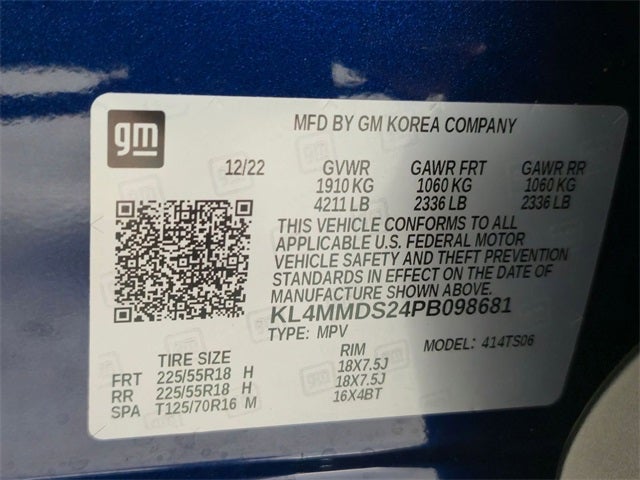 gm
MFD BY GM KOREA COMPANY
12/22 GVWR GAWR FRT GAWR RR
1910 KG 1060 KG 1060 KG
4211 LB 2336 LB 2336 LB
THIS VEHICLE CONFORMS TO ALL
APPLICABLE U.S. FEDERAL MOTOR
VEHICLE SAFETY AND THEFT PREVENTION
STANDARDS IN EFFECT ON THE DATE OF
MANUFACTURE SHOWN ABOVE.
KL4MMDS24PB098681
TYPE: MPV MODEL: 414TS06
TIRE SIZE RIM
FRT 225/55R18 H 18X7.5J
RR 225/55R18 H 18X7.5J
SPA T125/70R16 M 16X4BT